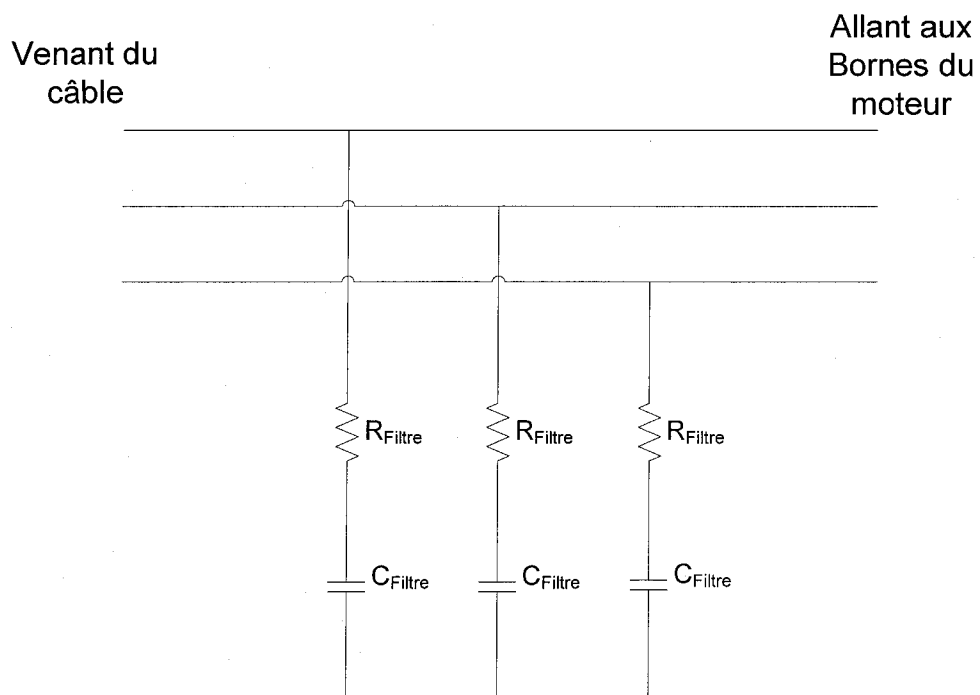 Venant du
câble
Allant aux
Bornes du
moteur
RFiltre
RFiltre
RFiltre
CFiltre
CFiltre
CFiltre